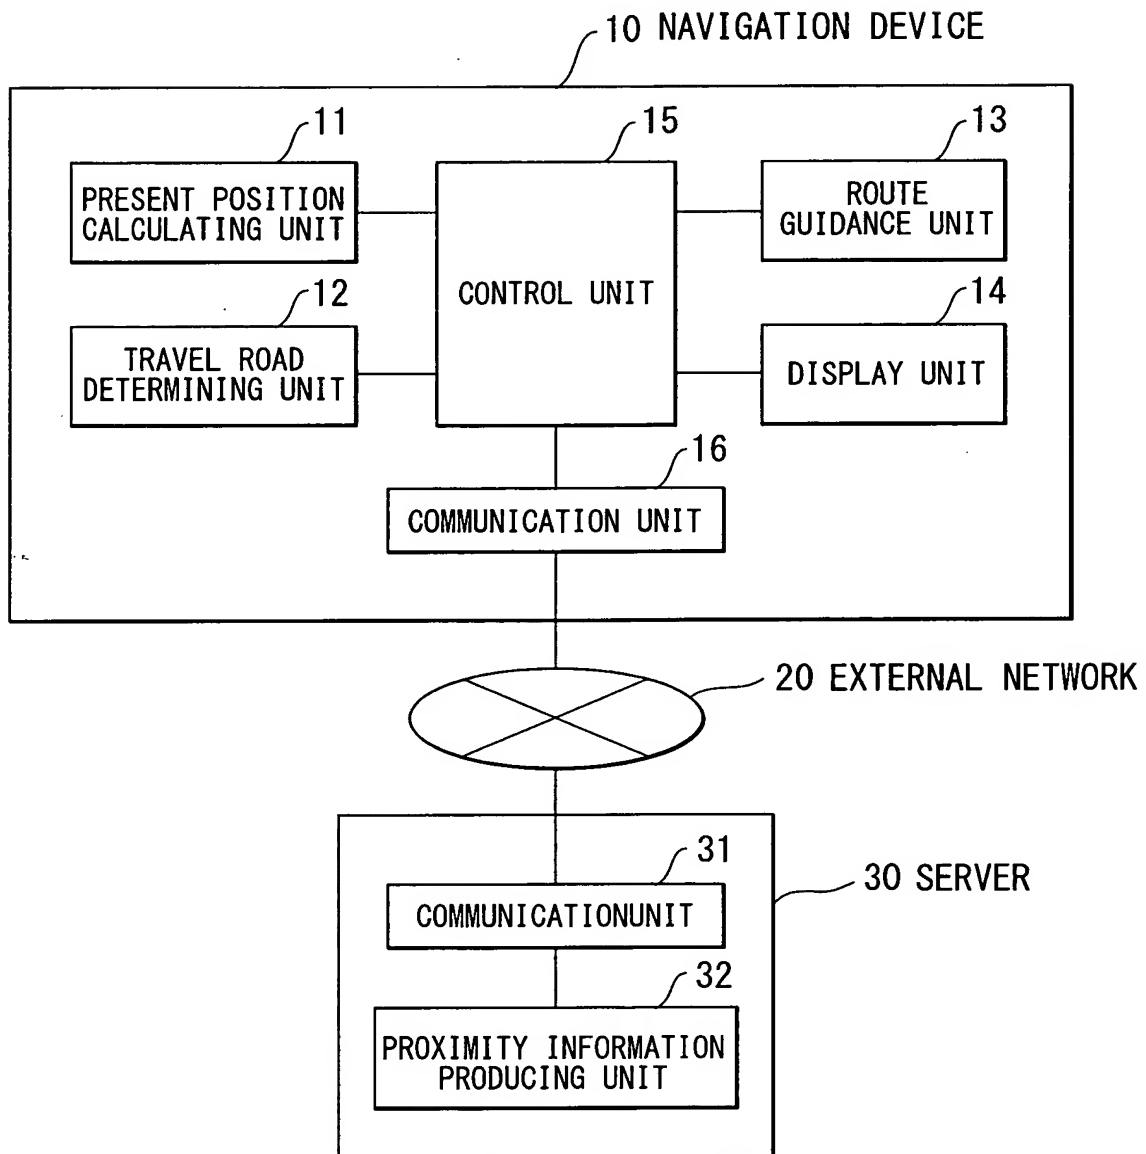 10 NAVIGATION DEVICE
11
15
13
PRESENT POSITION
CALCULATING UNIT
ROUTE
GUIDANCE UNIT
CONTROL UNIT
12
14
TRAVEL ROAD
DETERMINING UNIT
DISPLAY UNIT
16
COMMUNICATION UNIT
20 EXTERNAL NETWORK
31
30 SERVER
COMMUNICATIONUNIT
32
PROXIMITY INFORMATION
PRODUCING UNIT